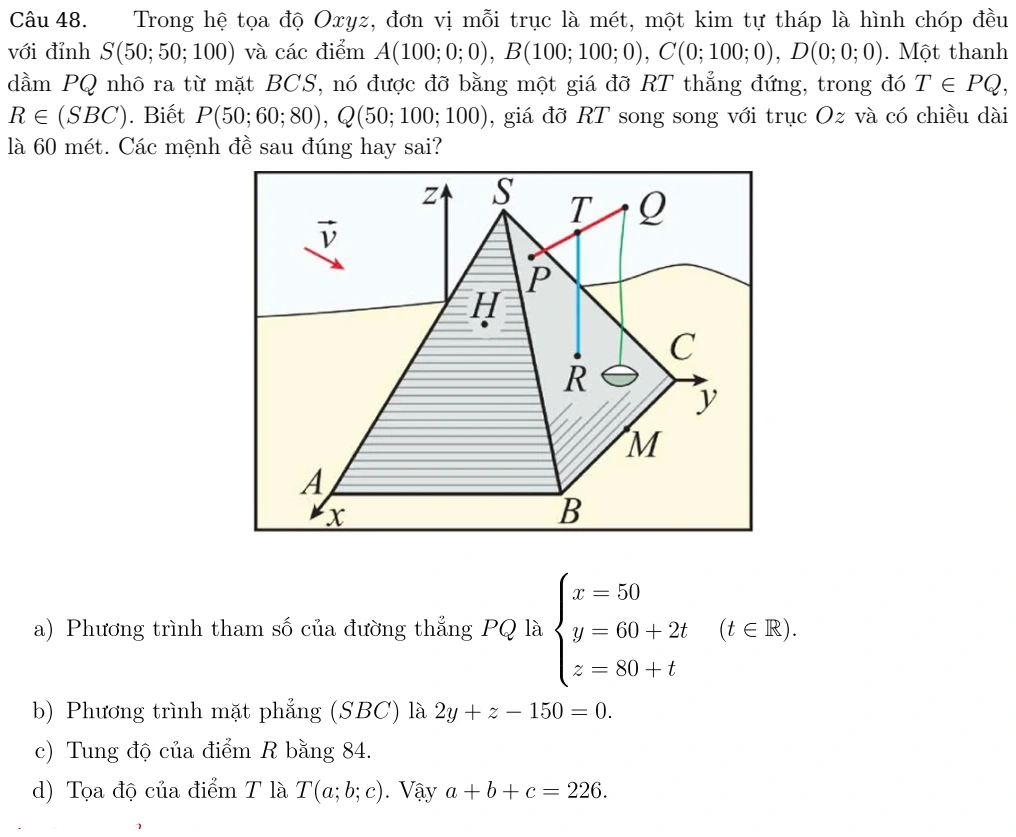 Câu 48. Trong hệ tọa độ Oxyz, đơn vị mỗi trục là mét, một kim tự tháp là hình chóp đều
với đỉnh S(50; 50; 100) và các điểm A(100; 0; 0), B(100; 100; 0), C(0; 100; 0), D(0; 0; 0). Một thanh
dầm PQ nhô ra từ mặt BCS, nó được đỡ bằng một giá đỡ RT thẳng đứng, trong đó T ∈ PQ,
R ∈ (SBC). Biết P(50; 60; 80), Q(50; 100; 100), giá đỡ RT song song với trục Oz và có chiều dài
là 60 mét. Các mệnh đề sau đúng hay sai?
z S T Q
v⃗
P
H
C
R
y
M
A
x B
a) Phương trình tham số của đường thẳng PQ là { x = 50
y = 60 + 2t (t ∈ ℝ).
z = 80 + t
b) Phương trình mặt phẳng (SBC) là 2y + z − 150 = 0.
c) Tung độ của điểm R bằng 84.
d) Tọa độ của điểm T là T(a; b; c). Vậy a + b + c = 226.